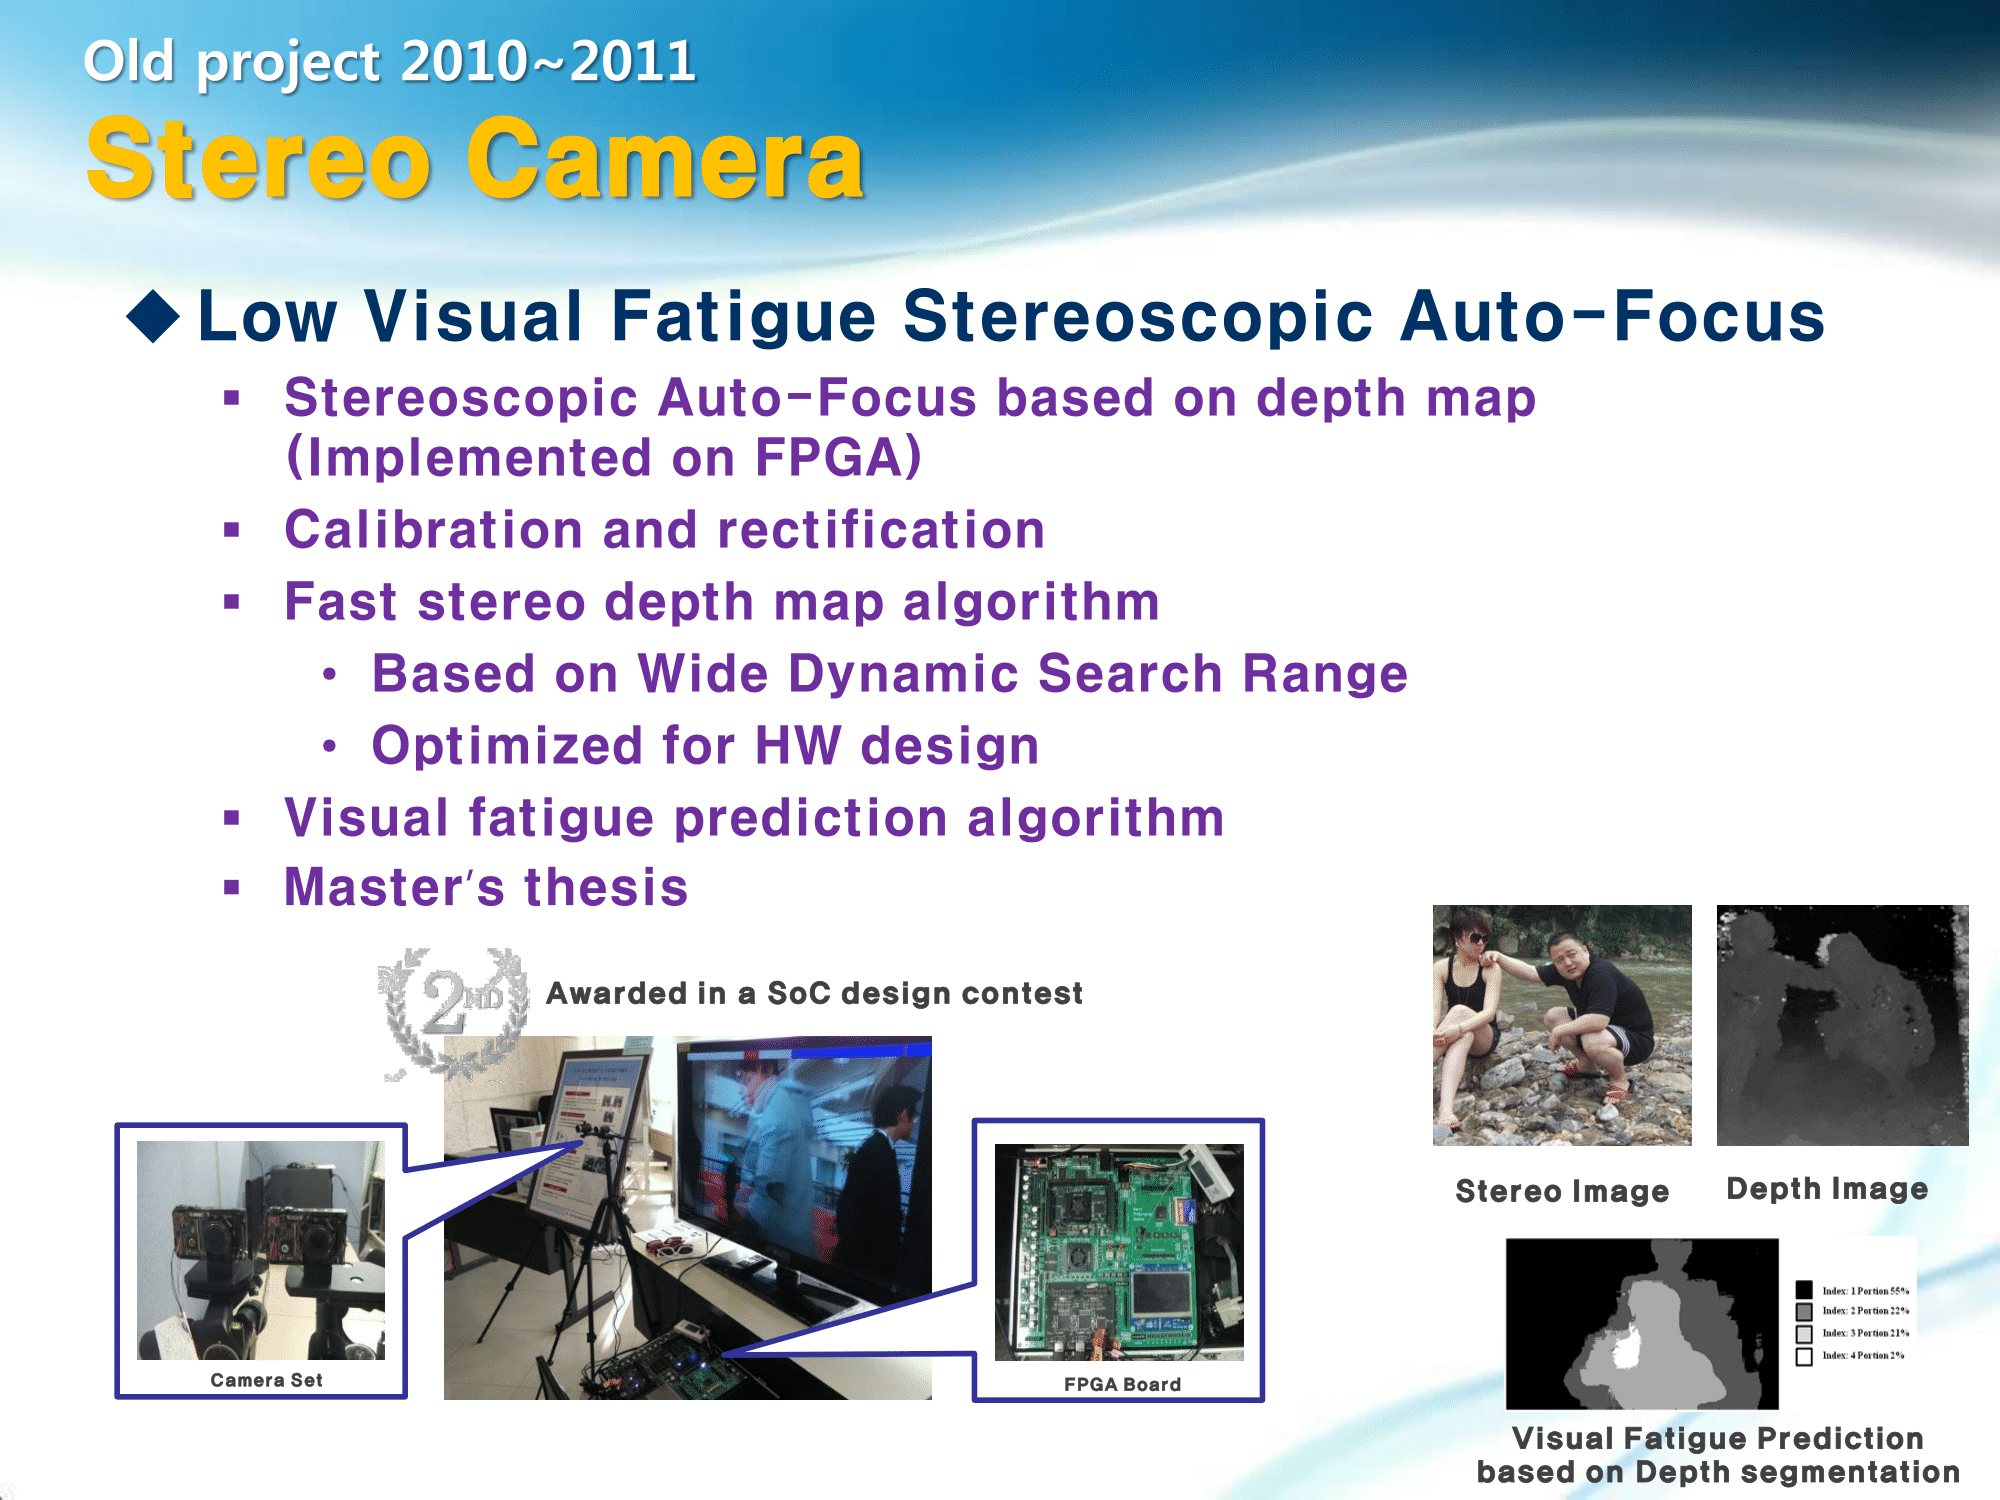 Old project 2010~2011
Stereo Camera
◆Low Visual Fatigue Stereoscopic Auto-Focus
▪ Stereoscopic Auto-Focus based on depth map
(Implemented on FPGA)
▪ Calibration and rectification
▪ Fast stereo depth map algorithm
• Based on Wide Dynamic Search Range
• Optimized for HW design
▪ Visual fatigue prediction algorithm
▪ Master's thesis
2ND
Awarded in a SoC design contest
Camera Set
FPGA Board
Stereo Image
Depth Image
Index: 1 Portion 55%
Index: 2 Portion 22%
Index: 3 Portion 21%
Index: 4 Portion 2%
Visual Fatigue Prediction
based on Depth segmentation